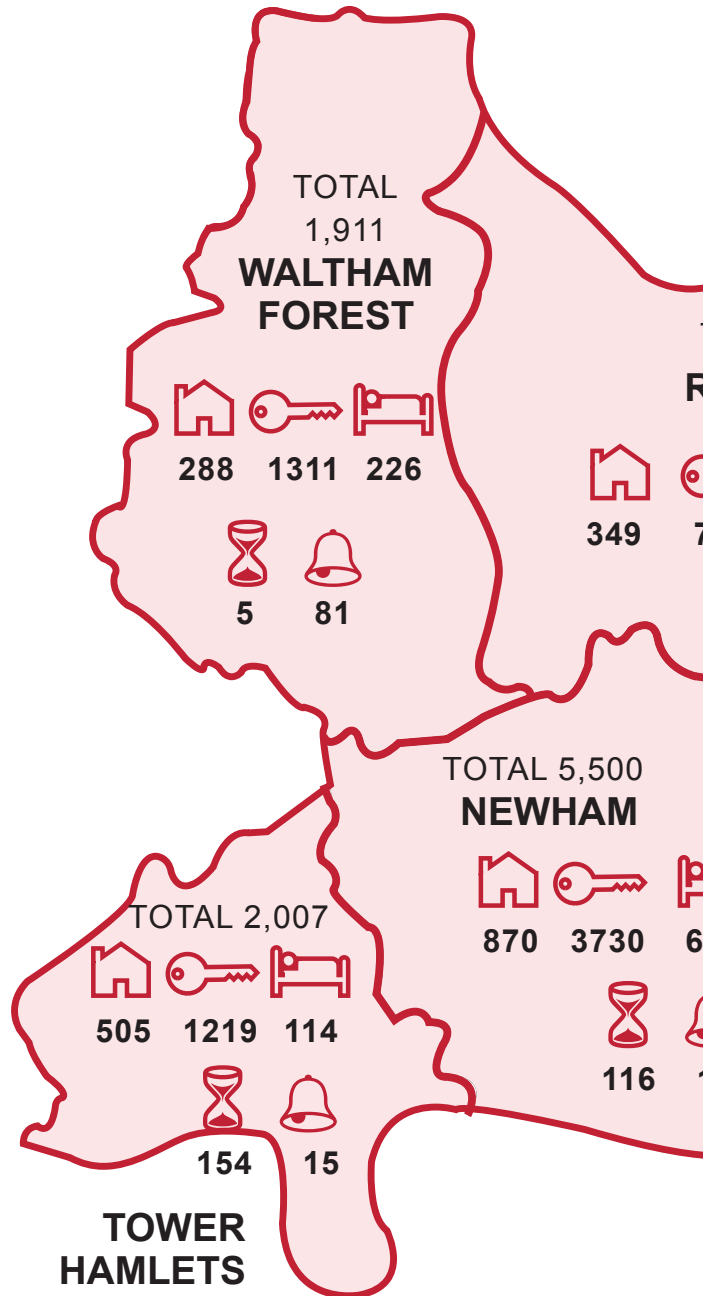 TOTAL
1,911
WALTHAM
FOREST
288 1311 226
5 81
349
TOTAL 5,500
NEWHAM
870 3730
116
TOTAL 2,007
505 1219 114
154 15
TOWER
HAMLETS